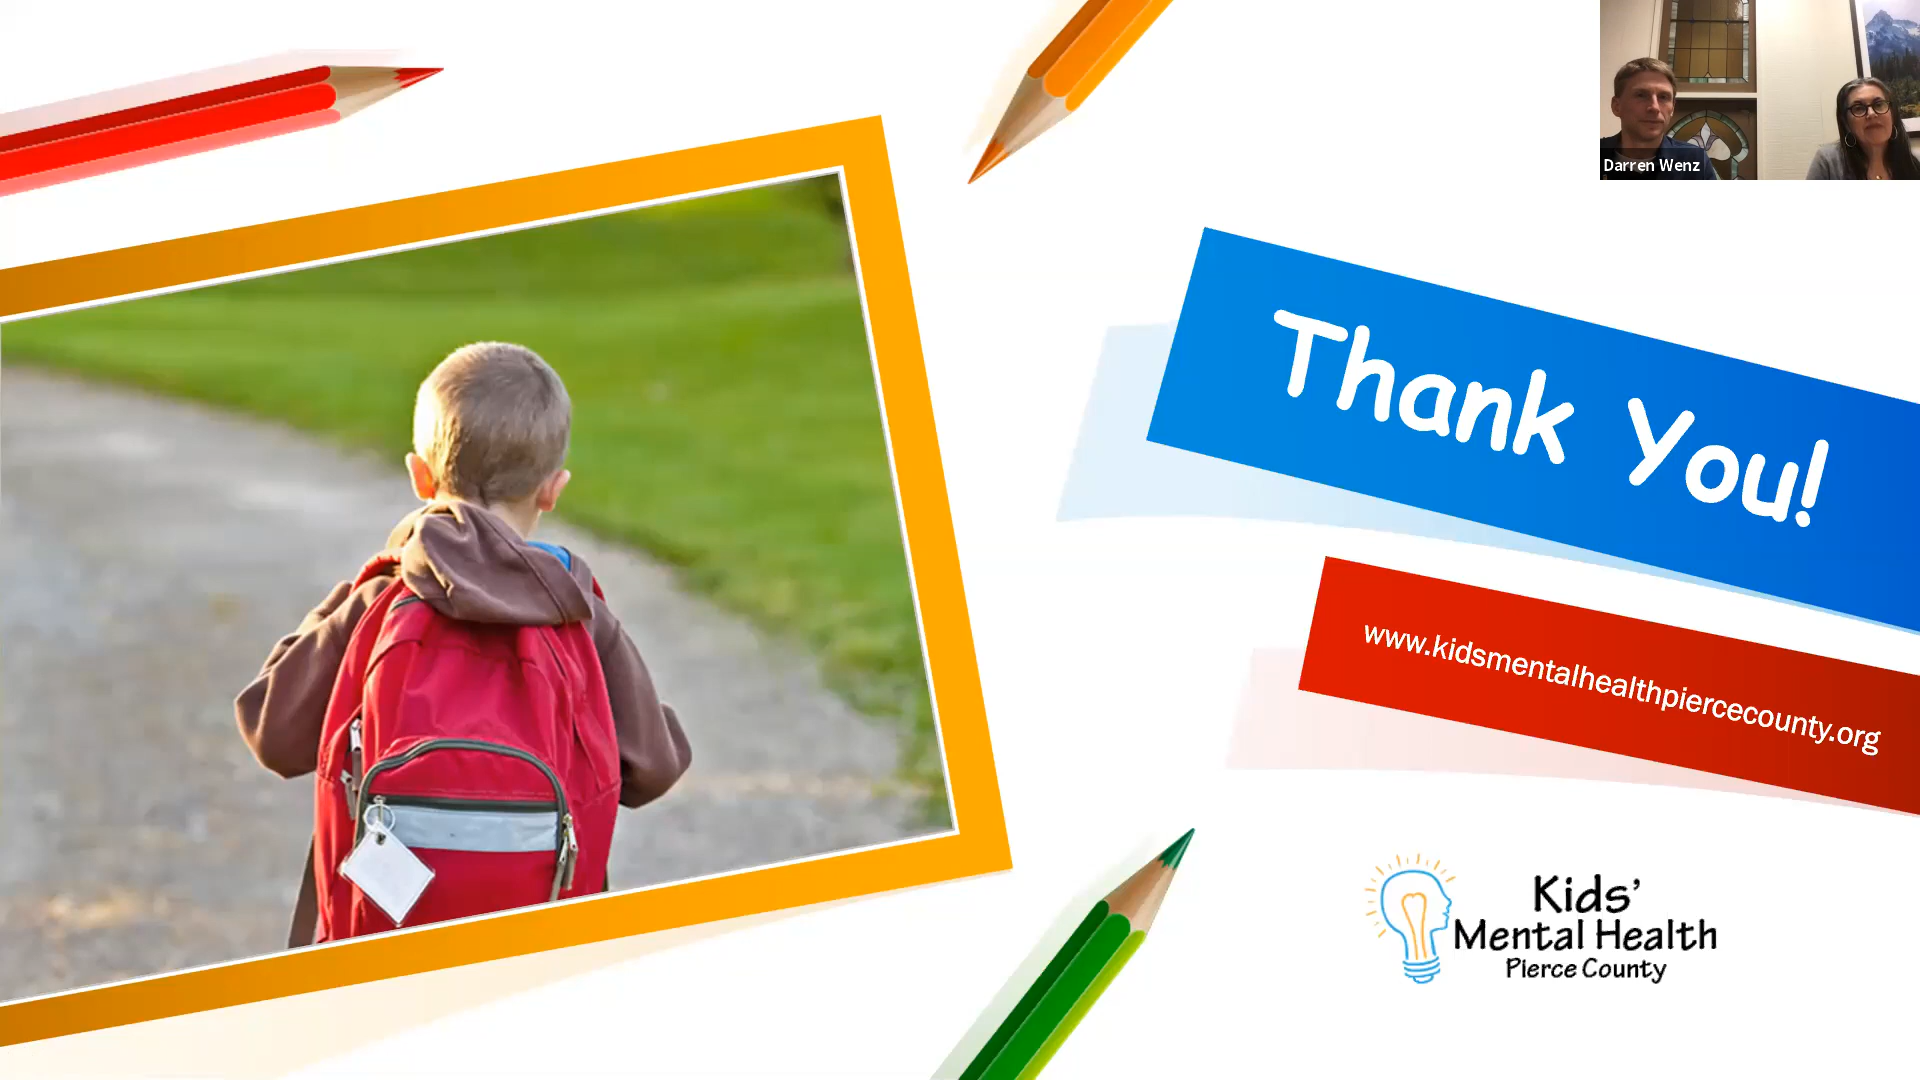 Darren Wenz
Thank You!
www.kidsmentalhealthpiercecounty.org
Kids'
Mental Health
Pierce County